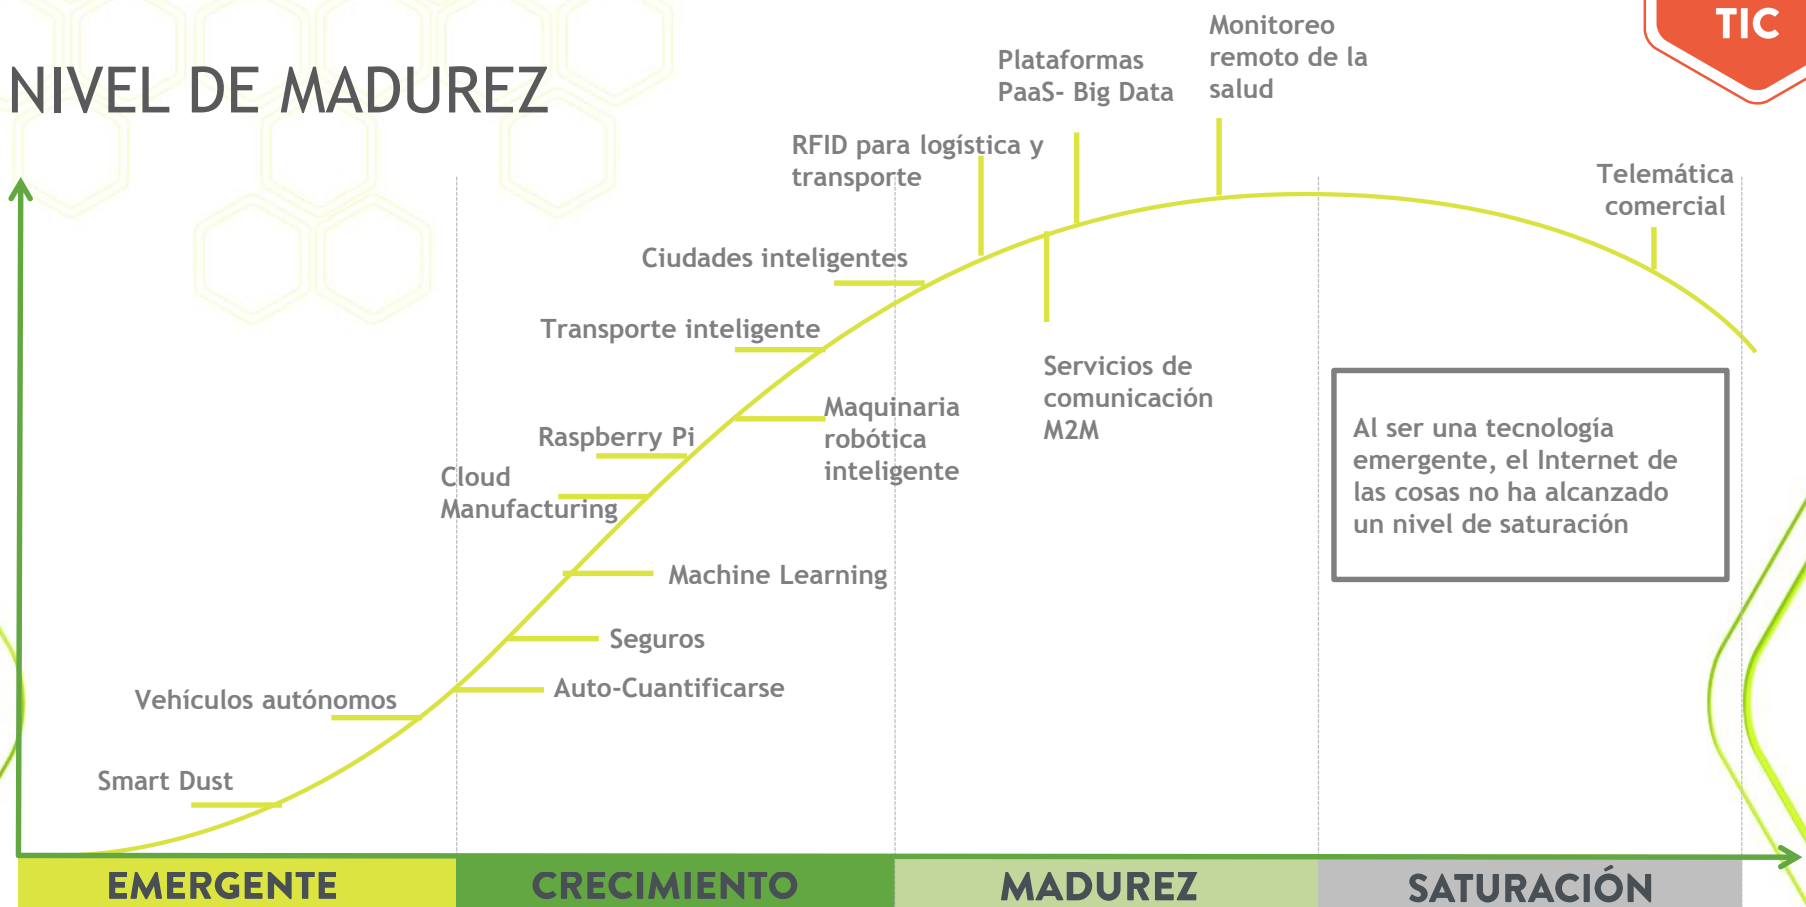 TIC
NIVEL DE MADUREZ
Monitoreo
remoto de la
salud
Plataformas
PaaS- Big Data
RFID para logística y
transporte
Telemática
comercial
Ciudades inteligentes
Transporte inteligente
Servicios de
comunicación
M2M
Maquinaria
robótica
inteligente
Raspberry Pi
Cloud
Manufacturing
Al ser una tecnología
emergente, el Internet de
las cosas no ha alcanzado
un nivel de saturación
Machine Learning
Seguros
Auto-Cuantificarse
Vehículos autónomos
Smart Dust
EMERGENTE
CRECIMIENTO
MADUREZ
SATURACIÓN